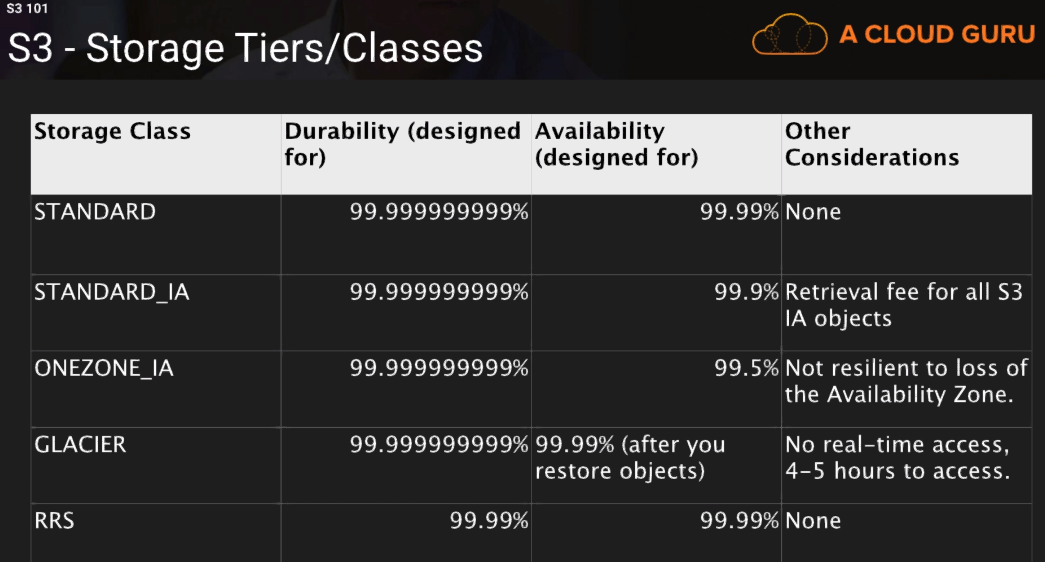 S3 101
S3 - Storage Tiers/Classes
A CLOUD GURU
Storage Class
Durability (designed
for)
Availability
(designed for)
Other
Considerations
STANDARD
99.999999999%
99.99%
None
STANDARD_IA
99.999999999%
99.9%
Retrieval fee for all S3
IA objects
ONEZONE_IA
99.999999999%
99.5%
Not resilient to loss of
the Availability Zone.
GLACIER
99.999999999%
99.99% (after you
restore objects)
No real-time access,
4-5 hours to access.
RRS
99.99%
99.99%
None